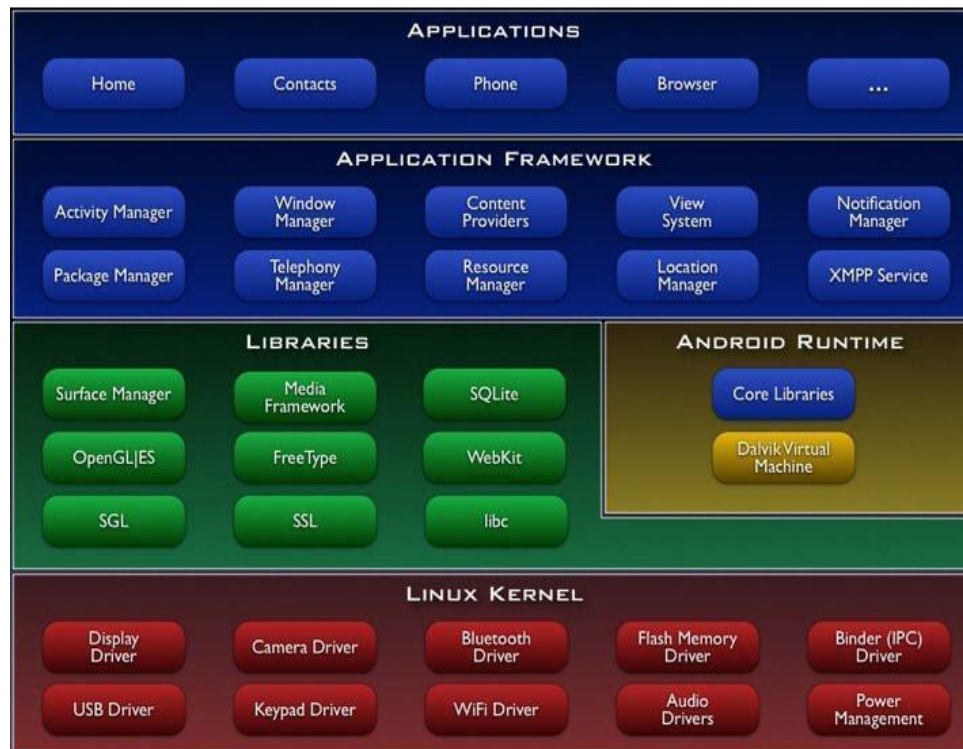 APPLICATIONS
Home
Contacts
Phone
Browser
...
APPLICATION FRAMEWORK
Activity Manager
Window
Manager
Content
Providers
View
System
Notification
Manager
Package Manager
Telephony
Manager
Resource
Manager
Location
Manager
XMPP Service
LIBRARIES
Surface Manager
Media
Framework
SQLite
OpenGL|ES
FreeType
WebKit
SGL
SSL
libc
ANDROID RUNTIME
Core Libraries
Dalvik Virtual
Machine
LINUX KERNEL
Display
Driver
Camera Driver
Bluetooth
Driver
Flash Memory
Driver
Binder (IPC)
Driver
USB Driver
Keypad Driver
WiFi Driver
Audio
Drivers
Power
Management